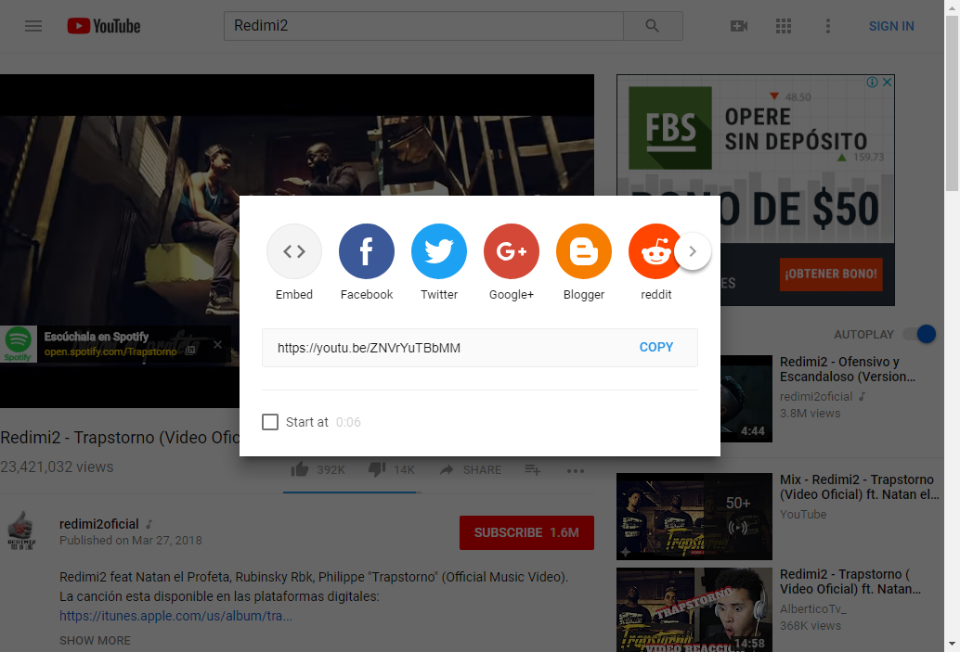 YouTube
Redimi2
SIGN IN
48.50
FBS
OPERE
SIN DEPÓSITO
159.73
O DE $50
ES
¡OBTENER BONO!
Embed
Facebook
Twitter
G+
Google+
Blogger
reddit
https://youtu.be/ZNVrYuTBbMM
COPY
Start at 0:06
Spotify
Escúchala en Spotify
open.spotify.com/Trapstorno
AUTOPLAY
Redimi2 - Ofensivo y
Escandaloso (Version...
redimi2oficial
3.8M views
4:44
Redimi2 - Trapstorno (Video Ofic
23,421,032 views
392K
14K
SHARE
50+
Trapstorno
Mix - Redimi2 - Trapstorno
(Video Oficial) ft. Natan el...
YouTube
redimi2oficial
Published on Mar 27, 2018
SUBSCRIBE 1.6M
Redimi2 feat Natan el Profeta, Rubinsky Rbk, Philippe "Trapstorno" (Official Music Video).
La canción esta disponible en las plataformas digitales:
https://itunes.apple.com/us/album/tra...
SHOW MORE
TRAPSTORNO
Trapstorno
VIDEO REACCIO
14:58
Redimi2 - Trapstorno (
Video Oficial) ft. Natan...
AlberticoTv_
368K views